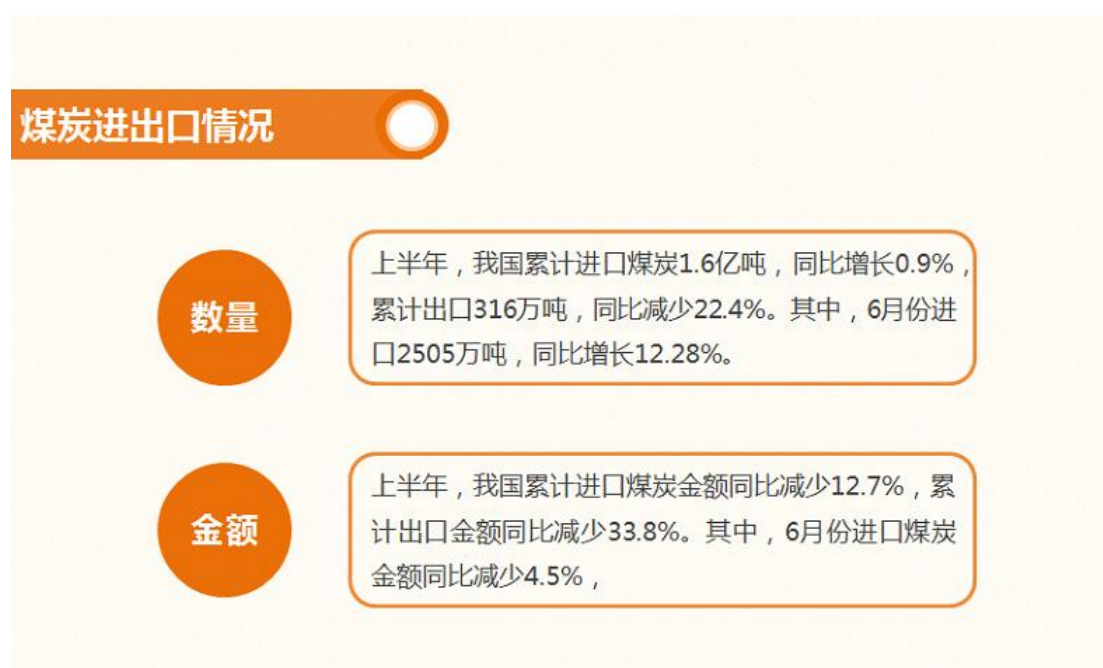 煤炭进出口情况
数量
上半年，我国累计进口煤炭1.6亿吨，同比增长0.9%，
累计出口316万吨，同比减少22.4%。其中，6月份进
口2505万吨，同比增长12.28%。
金额
上半年，我国累计进口煤炭金额同比减少12.7%，累
计出口金额同比减少33.8%。其中，6月份进口煤炭
金额同比减少4.5%，